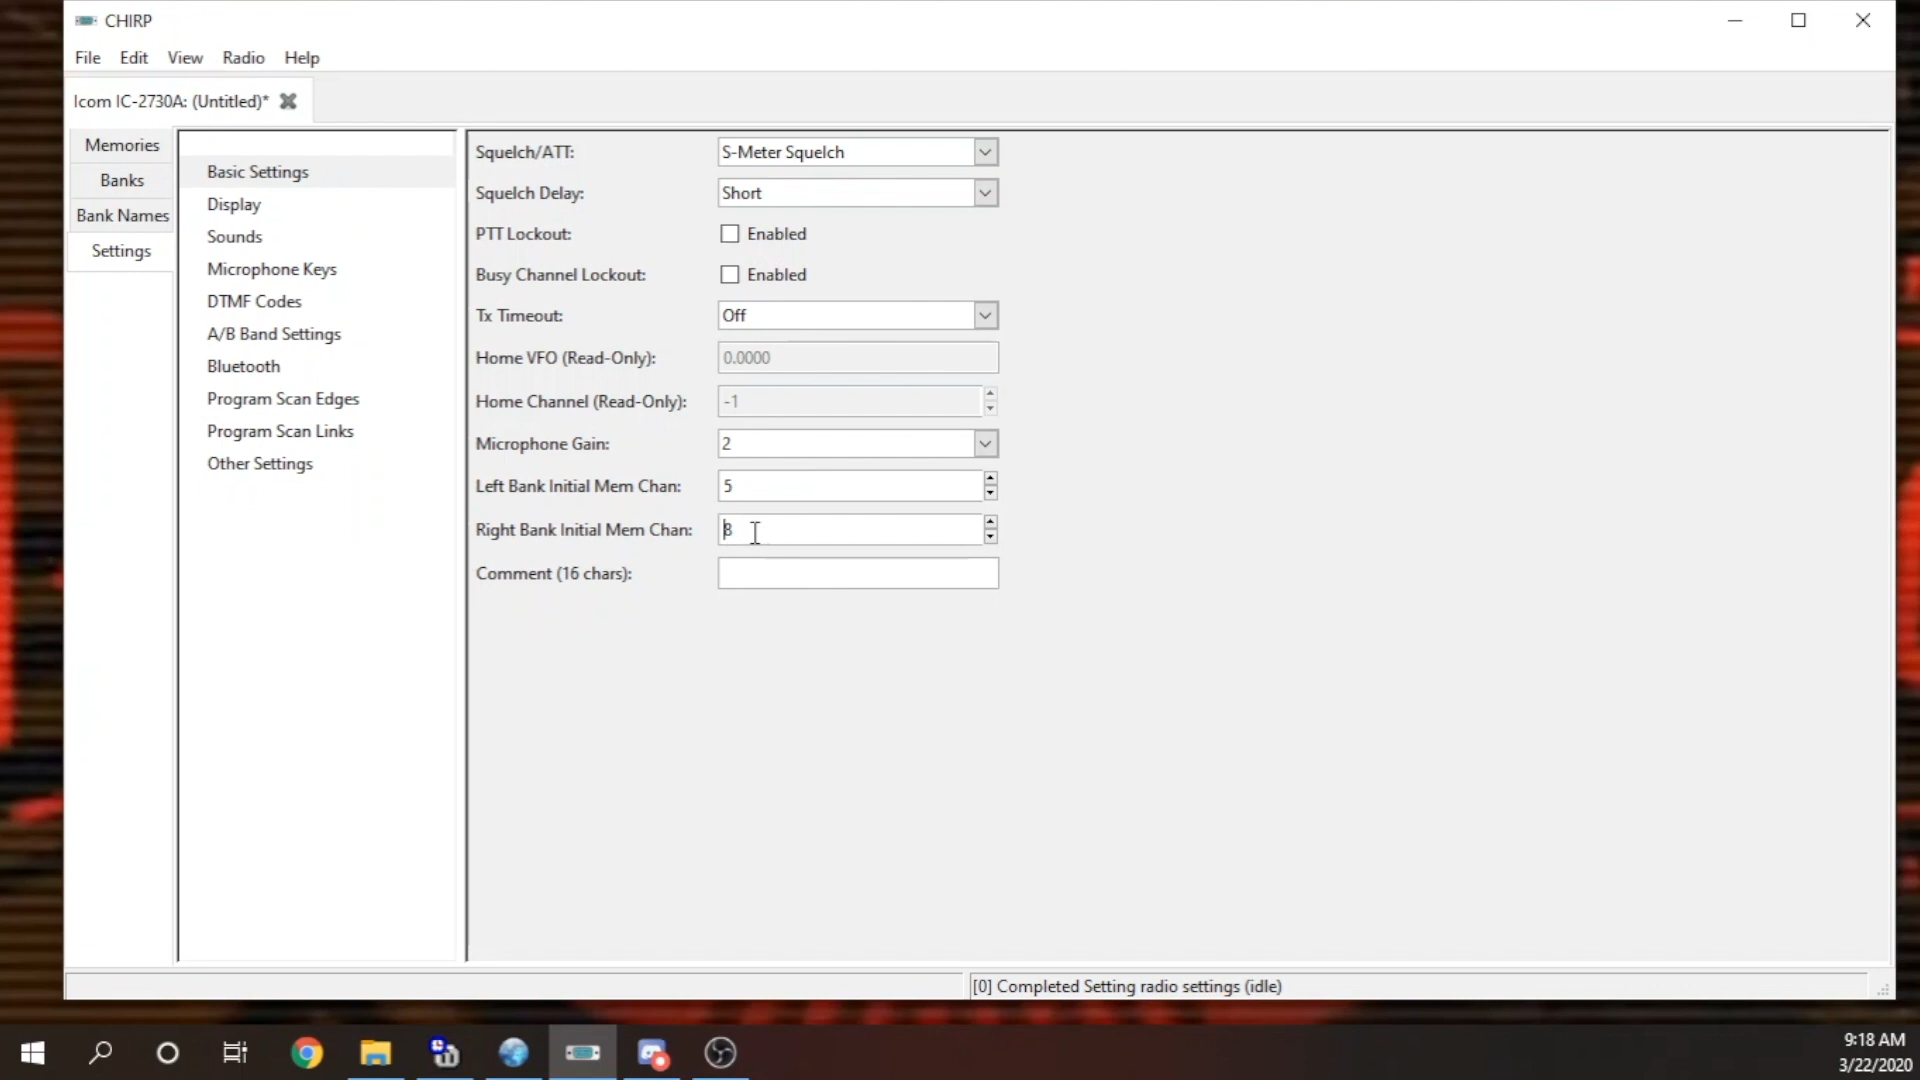 CHIRP
File Edit View Radio Help
Icom IC-2730A: (Untitled)*
Memories
Banks
Bank Names
Settings
Basic Settings
Display
Sounds
Microphone Keys
DTMF Codes
A/B Band Settings
Bluetooth
Program Scan Edges
Program Scan Links
Other Settings
Squelch/ATT: S-Meter Squelch
Squelch Delay: Short
PTT Lockout: Enabled
Busy Channel Lockout: Enabled
Tx Timeout: Off
Home VFO (Read-Only): 0.0000
Home Channel (Read-Only): -1
Microphone Gain: 2
Left Bank Initial Mem Chan: 5
Right Bank Initial Mem Chan: 8
Comment (16 chars):
[0] Completed Setting radio settings (idle)
9:18 AM
3/22/2020